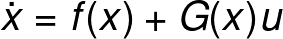 ẋ = f(x) + G(x)u